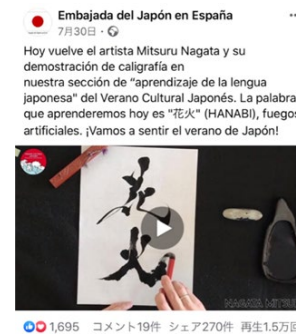 Embajada del Japón en España
7月30日
Hoy vuelve el artista Mitsuru Nagata y su
demostración de caligrafía en
nuestra sección de “aprendizaje de la lengua
japonesa" del Verano Cultural Japonés. La palabra
que aprenderemos hoy es "花火" (HANABI), fuegos
artificiales. ¡Vamos a sentir el verano de Japón!
花火
NAGATA MITSU
1,695 コメント19件 シェア270件 再生1.5万回